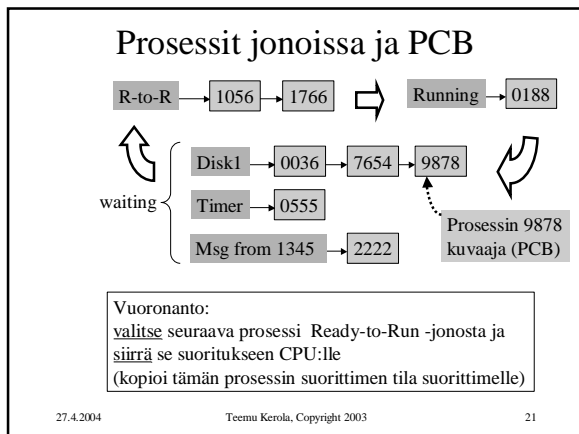 Prosessit jonoissa ja PCB
R-to-R 1056 1766 Running 0188
Disk1 0036 7654 9878
waiting
Timer 0555
Prosessin 9878
kuvaaja (PCB)
Msg from 1345 2222
Vuoronanto:
valitse seuraava prosessi Ready-to-Run -jonosta ja
siirrä se suoritukseen CPU:lle
(kopioi tämän prosessin suorittimen tila suorittimelle)
27.4.2004 Teemu Kerola, Copyright 2003 21